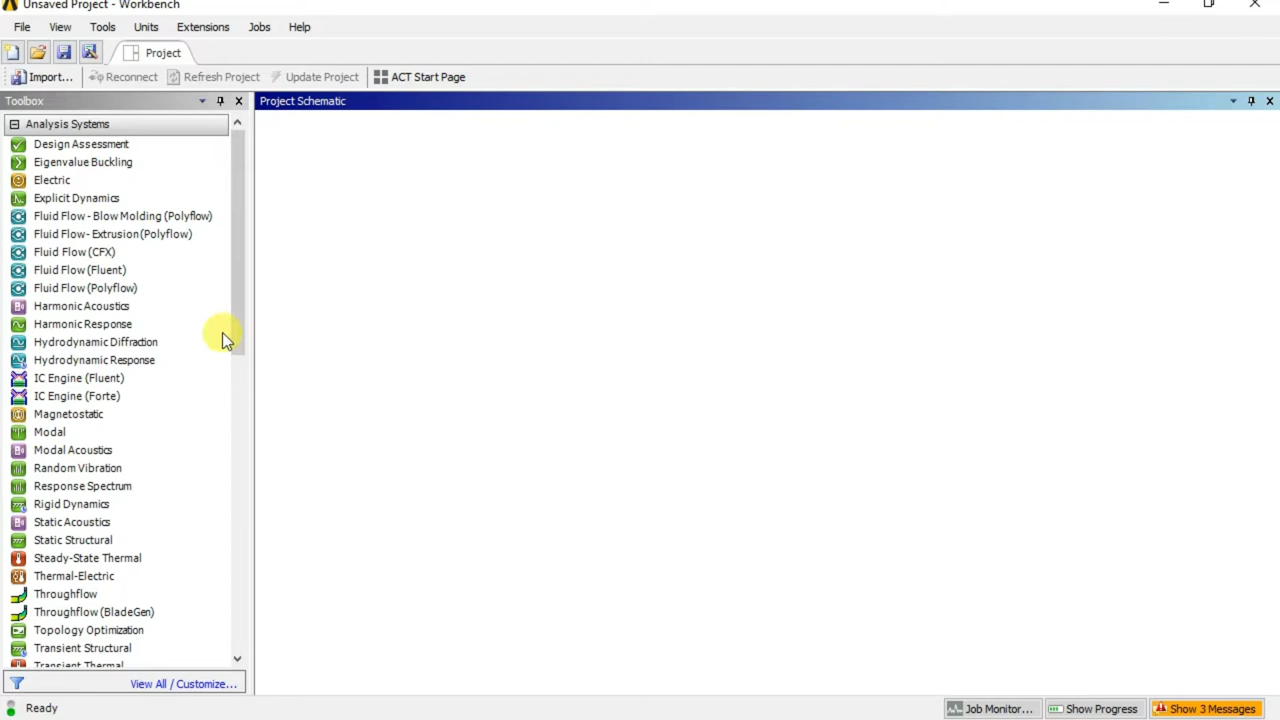 Unsaved Project - Workbench
File View Tools Units Extensions Jobs Help
Project
Import... Reconnect Refresh Project Update Project ACT Start Page
Toolbox
Project Schematic
Analysis Systems
Design Assessment
Eigenvalue Buckling
Electric
Explicit Dynamics
Fluid Flow - Blow Molding (Polyflow)
Fluid Flow - Extrusion (Polyflow)
Fluid Flow (CFX)
Fluid Flow (Fluent)
Fluid Flow (Polyflow)
Harmonic Acoustics
Harmonic Response
Hydrodynamic Diffraction
Hydrodynamic Response
IC Engine (Fluent)
IC Engine (Forte)
Magnetostatic
Modal
Modal Acoustics
Random Vibration
Response Spectrum
Rigid Dynamics
Static Acoustics
Static Structural
Steady-State Thermal
Thermal-Electric
Throughflow
Throughflow (BladeGen)
Topology Optimization
Transient Structural
Transient Thermal
View All / Customize...
Ready
Job Monitor... Show Progress Show 3 Messages